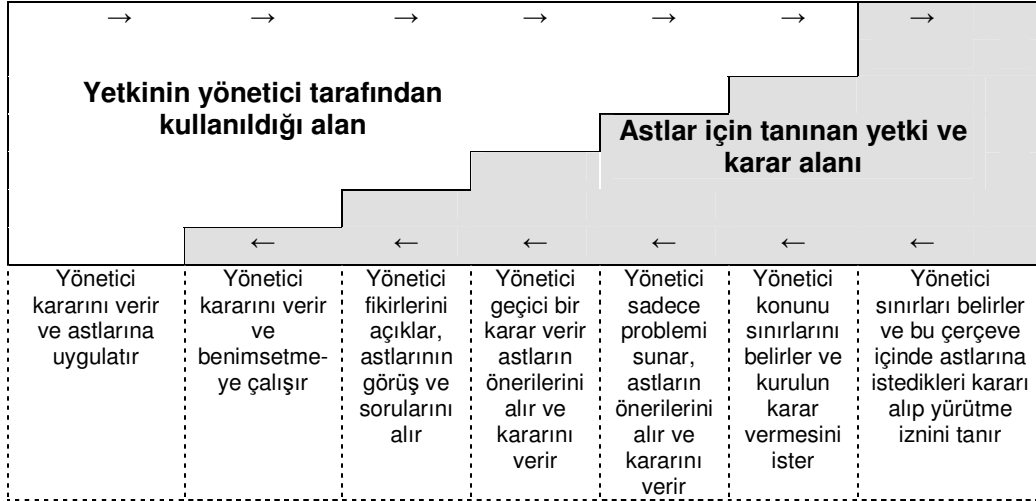 → → → → → → →
Yetkinin yönetici tarafından
kullanıldığı alan
Astlar için tanınan yetki ve
karar alanı
← ← ← ← ← ←
Yönetici
kararını verir
ve astlarına
uygulatır
Yönetici
kararını verir
ve
benimsetme-
ye çalışır
Yönetici
fikirlerini
açıklar,
astlarının
görüş ve
sorularını
alır
Yönetici
geçici bir
karar verir
astların
önerilerini
alır ve
kararını
verir
Yönetici
sadece
problemi
sunar,
astların
önerilerini
alır ve
kararını
verir
Yönetici
konunu
sınırlarını
belirler ve
kurulun
karar
vermesini
ister
Yönetici
sınırları belirler
ve bu çerçeve
içinde astlarına
istedikleri kararı
alıp yürütme
iznini tanır